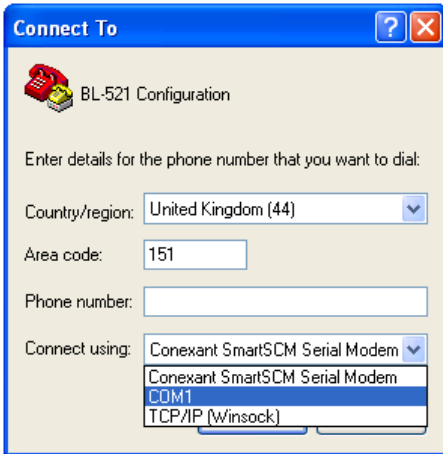 Connect To
BL-521 Configuration
Enter details for the phone number that you want to dial:
Country/region: United Kingdom (44)
Area code: 151
Phone number:
Connect using: Conexant SmartSCM Serial Modem
Conexant SmartSCM Serial Modem
COM1
TCP/IP (Winsock)